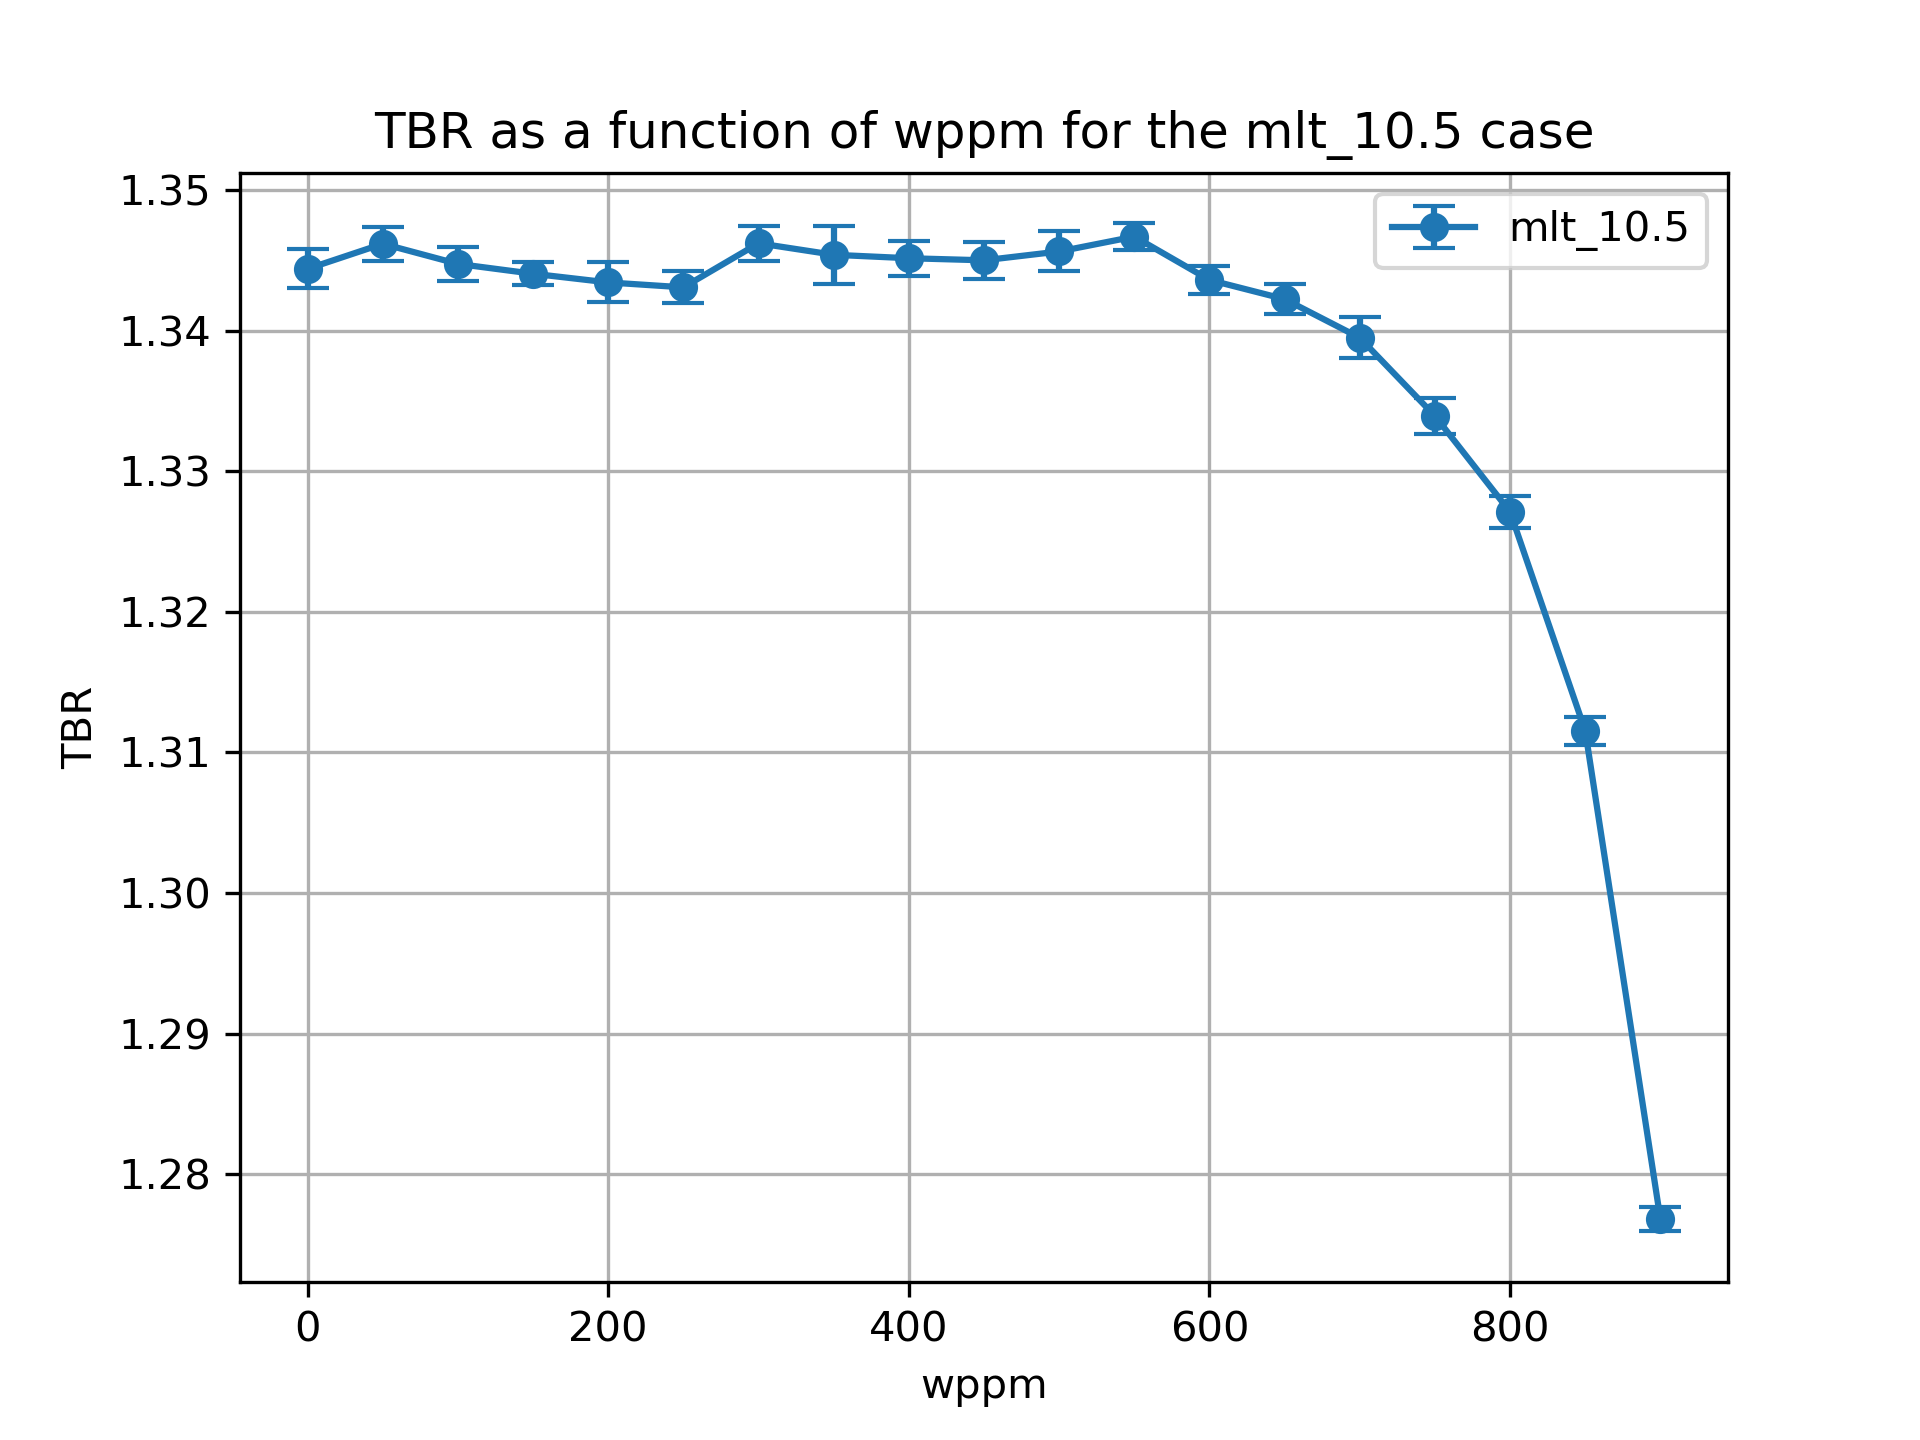 TBR as a function of wppm for the mlt_10.5 case
mlt_10.5
1.35
1.34
1.33
1.32
1.31
1.30
1.29
1.28
TBR
0 200 400 600 800
wppm